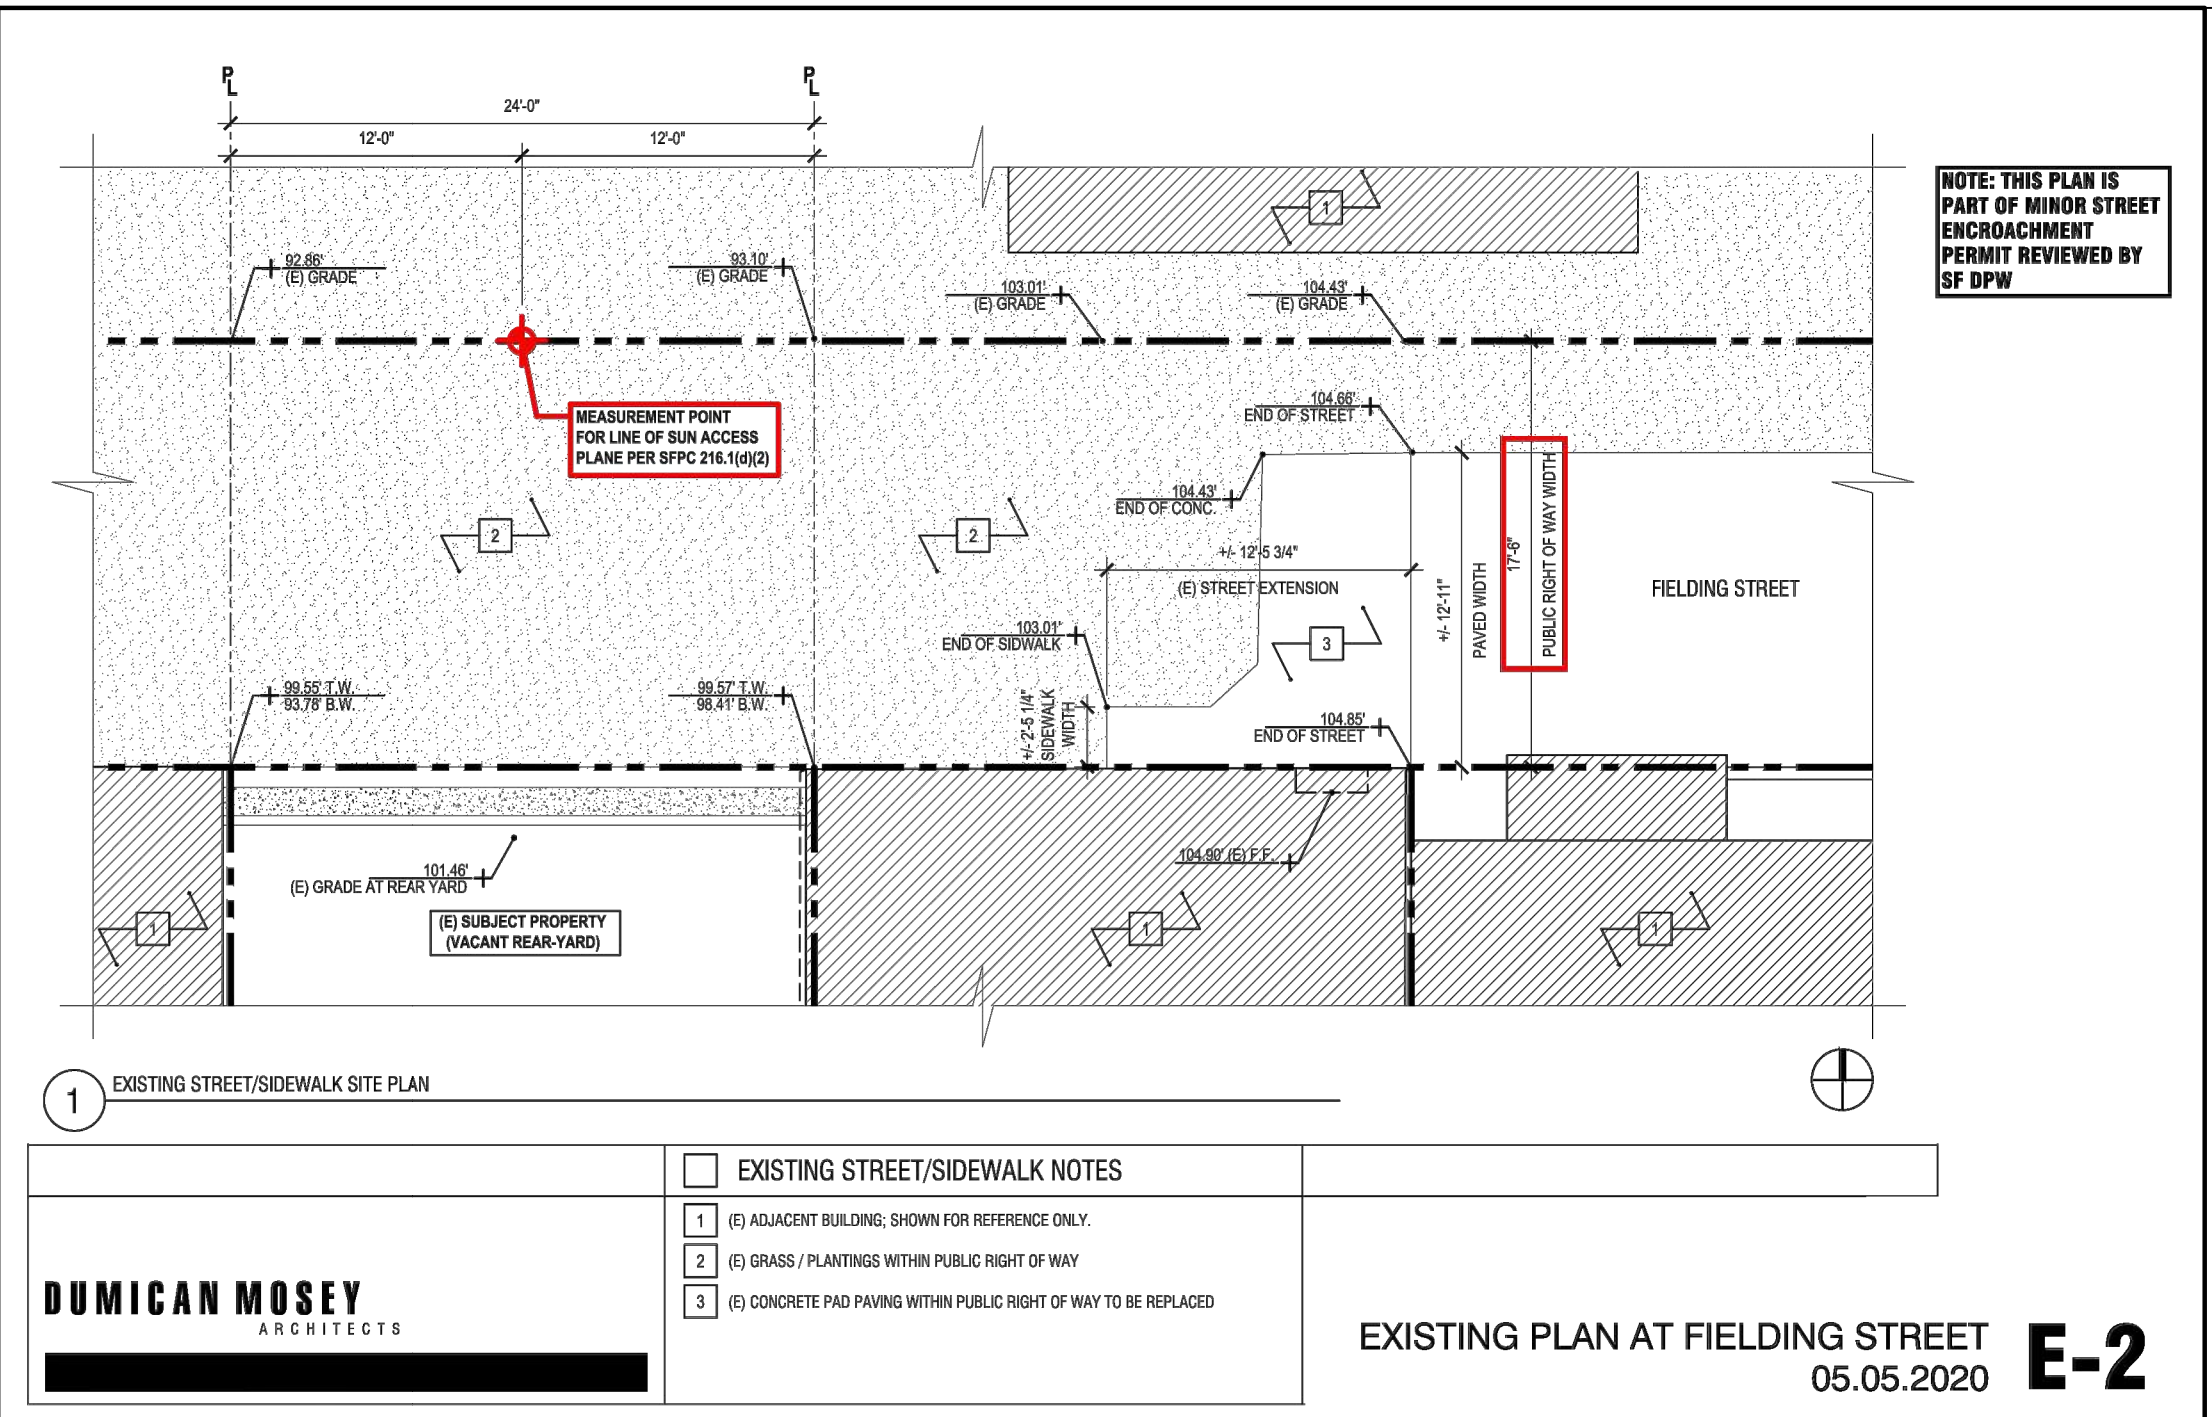 PL
PL
24'-0"
12'-0"
12'-0"
NOTE: THIS PLAN IS
PART OF MINOR STREET
ENCROACHMENT
PERMIT REVIEWED BY
SF DPW
1
92.86'
(E) GRADE
93.10'
(E) GRADE
103.01'
(E) GRADE
104.43'
(E) GRADE
MEASUREMENT POINT
FOR LINE OF SUN ACCESS
PLANE PER SFPC 216.1(d)(2)
104.66'
END OF STREET
104.43'
END OF CONC.
2
2
+/- 12'-5 3/4"
(E) STREET EXTENSION
3
+/- 12'-11"
PAVED WIDTH
17'-6"
PUBLIC RIGHT OF WAY WIDTH
FIELDING STREET
103.01'
END OF SIDWALK
99.55' T.W.
93.78' B.W.
99.57' T.W.
98.41' B.W.
+/- 2'-5 1/4"
SIDEWALK
WIDTH
104.85'
END OF STREET
104.90' (E) F.F.
101.46'
(E) GRADE AT REAR YARD
(E) SUBJECT PROPERTY
(VACANT REAR-YARD)
1
1
1
1
EXISTING STREET/SIDEWALK SITE PLAN
EXISTING STREET/SIDEWALK NOTES
1 (E) ADJACENT BUILDING; SHOWN FOR REFERENCE ONLY.
2 (E) GRASS / PLANTINGS WITHIN PUBLIC RIGHT OF WAY
3 (E) CONCRETE PAD PAVING WITHIN PUBLIC RIGHT OF WAY TO BE REPLACED
DUMICAN MOSEY
ARCHITECTS
EXISTING PLAN AT FIELDING STREET
05.05.2020
E-2